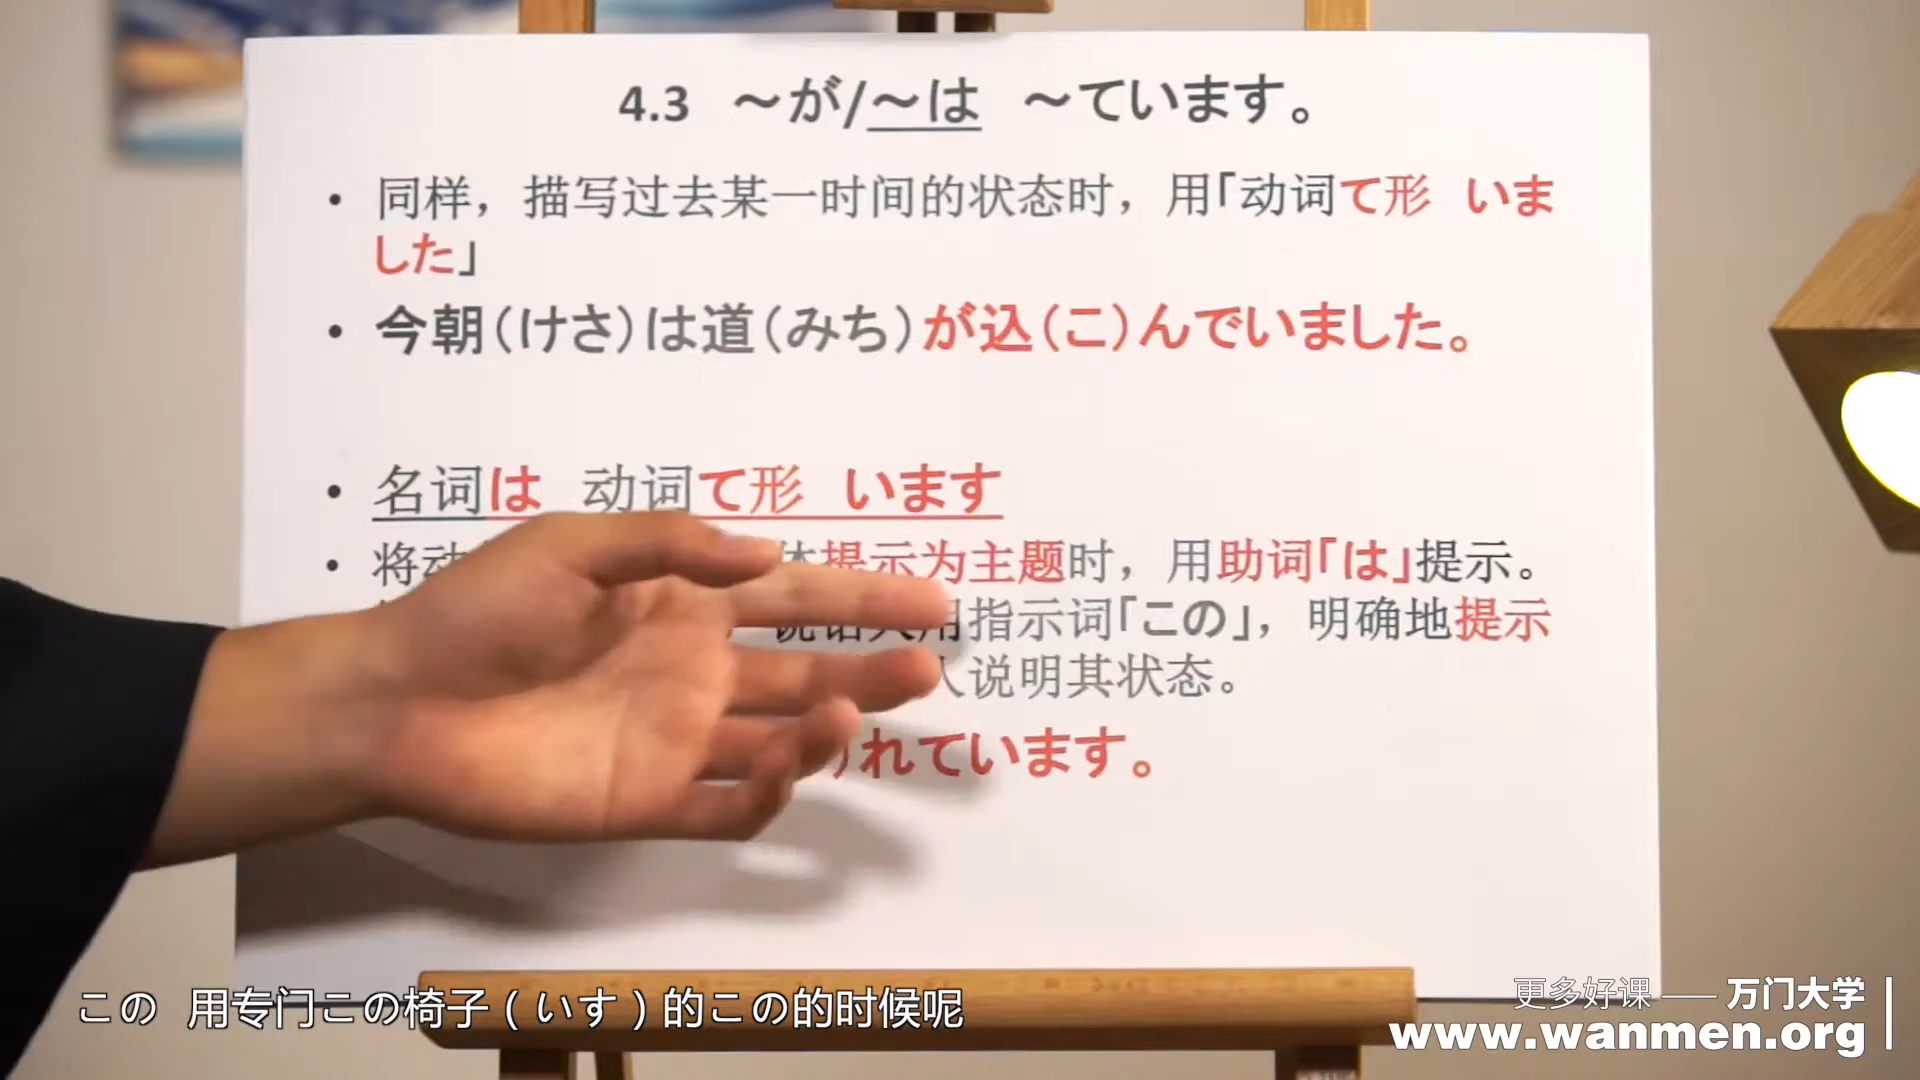 4.3 ～が/～は ～ています。
• 同样，描写过去某一时间的状态时，用「动词て形 いま
した」
• 今朝（けさ）は道（みち）が込（こ）んでいました。
• 名词は 动词て形 います
• 将动 体提示为主题时，用助词「は」提示。
说话人用指示词「この」，明确地提示
人说明其状态。
）れています。
この 用专门この椅子（いす）的この的时候呢
更多好课 —— 万门大学
www.wanmen.org